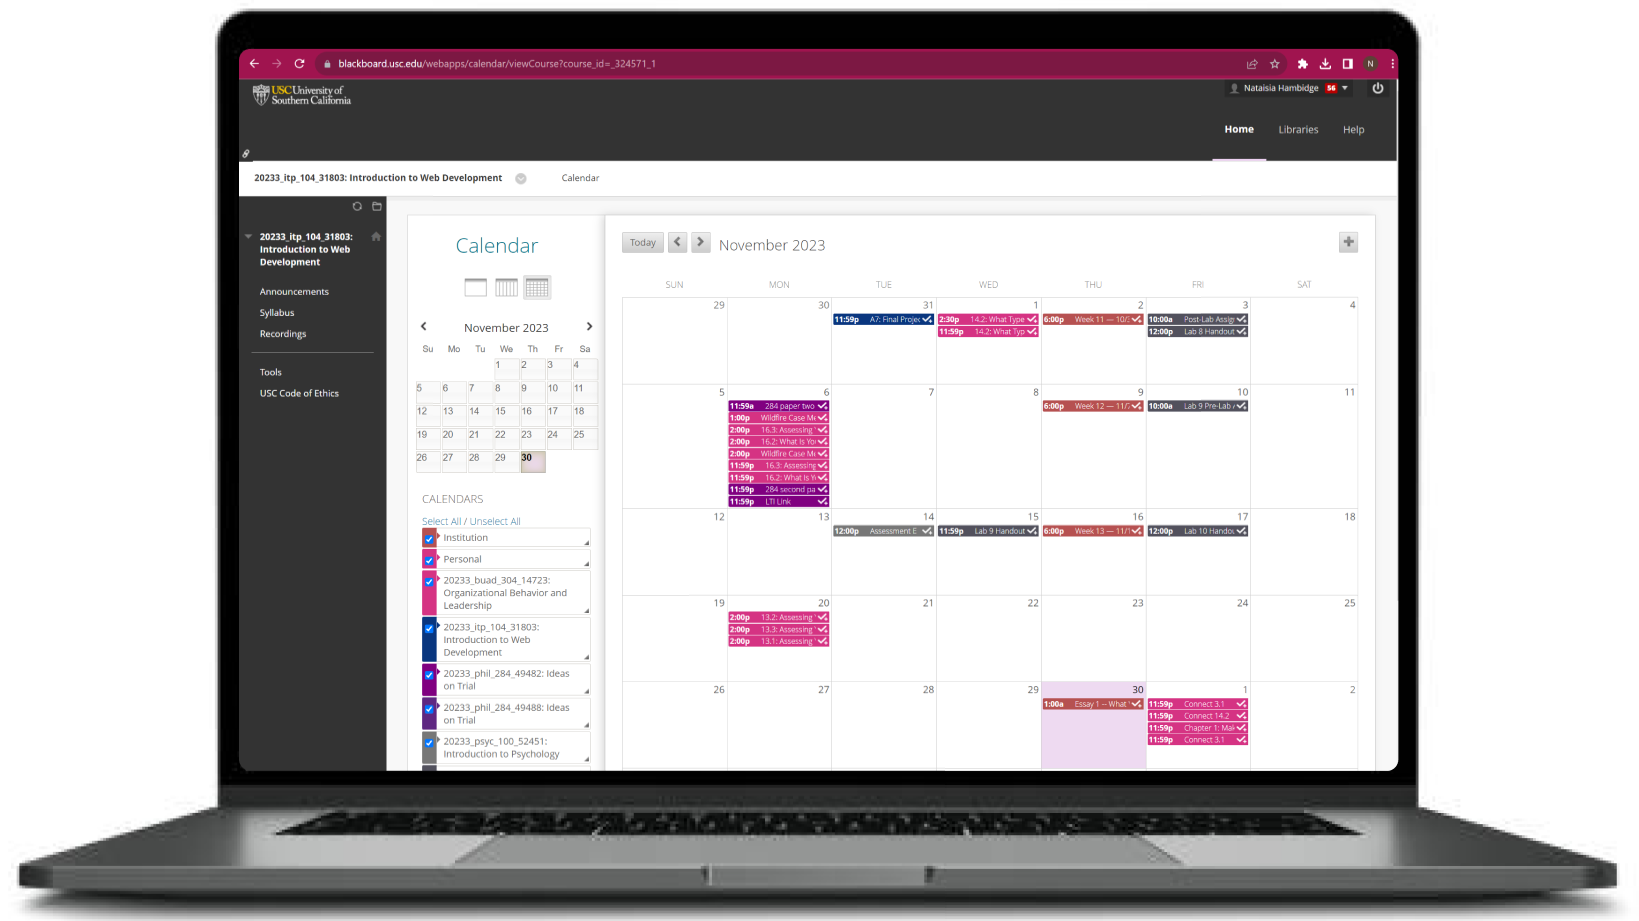 blackboard.usc.edu/webapps/calendar/viewCourse?course_id=_324571_1
N
USC University of
Southern California
Nataisia Hambidge 56
Home Libraries Help
20233_itp_104_31803: Introduction to Web Development Calendar
20233_itp_104_31803:
Introduction to Web
Development
Announcements
Syllabus
Recordings
Tools
USC Code of Ethics
Calendar
November 2023
Su Mo Tu We Th Fr Sa
1 2 3 4
5 6 7 8 9 10 11
12 13 14 15 16 17 18
19 20 21 22 23 24 25
26 27 28 29 30
CALENDARS
Select All / Unselect All
Institution
Personal
20233_buad_304_14723:
Organizational Behavior and
Leadership
20233_itp_104_31803:
Introduction to Web
Development
20233_phil_284_49482: Ideas
on Trial
20233_phil_284_49488: Ideas
on Trial
20233_psyc_100_52451:
Introduction to Psychology
Today November 2023
SUN MON TUE WED THU FRI SAT
29 30 31 1 2 3 4
11:59p A7: Final Projec 2:30p 14.2: What Type 6:00p Week 11 — 10/ 10:00a Post-Lab Assig
11:59p 14.2: What Typ 12:00p Lab 8 Handout
5 6 7 8 9 10 11
11:59a 284 paper two 6:00p Week 12 — 11/ 10:00a Lab 9 Pre-Lab
1:00p Wildfire Case Me
2:00p 16.3: Assessing
2:00p 16.2: What Is You
2:00p Wildfire Case Me
11:59p 16.3: Assessing
11:59p 16.2: What Is Y
11:59p 284 second pa
11:59p LTI Link
12 13 14 15 16 17 18
12:00p Assessment E 11:59p Lab 9 Handout 6:00p Week 13 — 11/ 12:00p Lab 10 Handou
19 20 21 22 23 24 25
2:00p 13.2: Assessing
2:00p 13.3: Assessing
2:00p 13.1: Assessing
26 27 28 29 30 1 2
1:00a Essay 1 -- What 11:59p Connect 3.1
11:59p Connect 14.2
11:59p Chapter 1: Mak
11:59p Connect 3.1